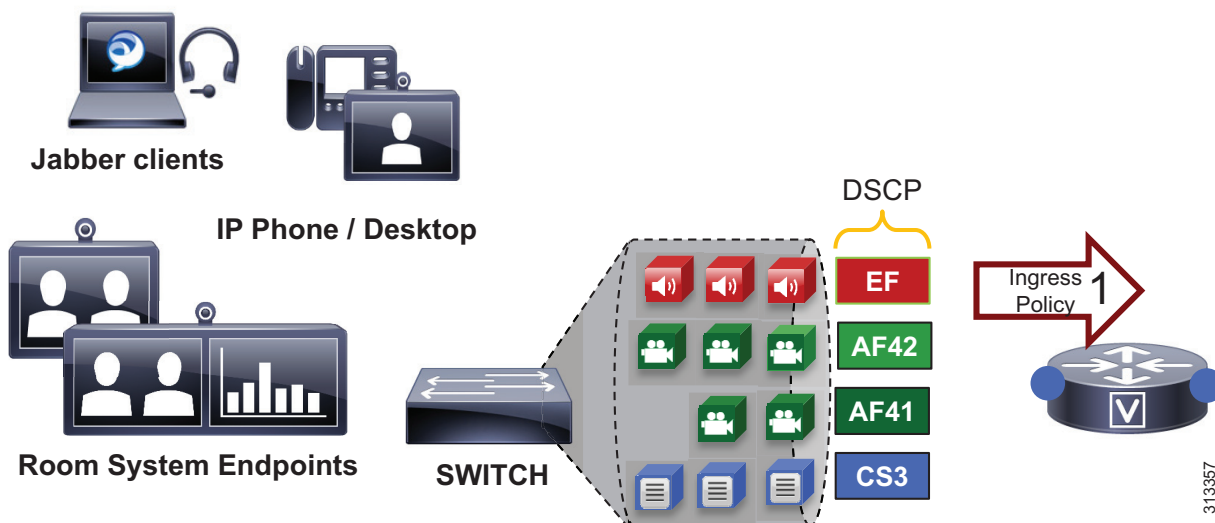 Jabber clients
IP Phone / Desktop
Room System Endpoints
SWITCH
DSCP
EF
AF42
AF41
CS3
Ingress
Policy
1
V
313357